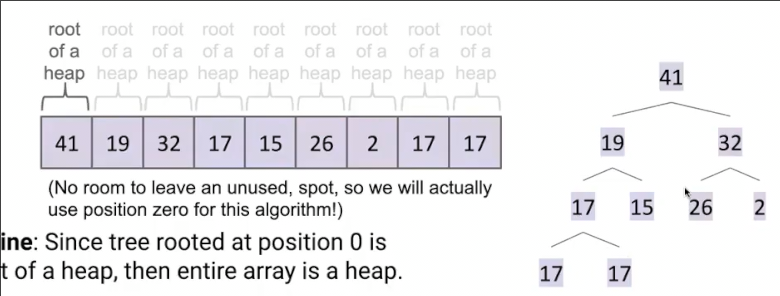 root root root root root root root root root
of a of a of a of a of a of a of a of a of a
heap heap heap heap heap heap heap heap heap
41 19 32 17 15 26 2 17 17
(No room to leave an unused, spot, so we will actually
use position zero for this algorithm!)
ine: Since tree rooted at position 0 is
t of a heap, then entire array is a heap.
41
19 32
17 15 26 2
17 17